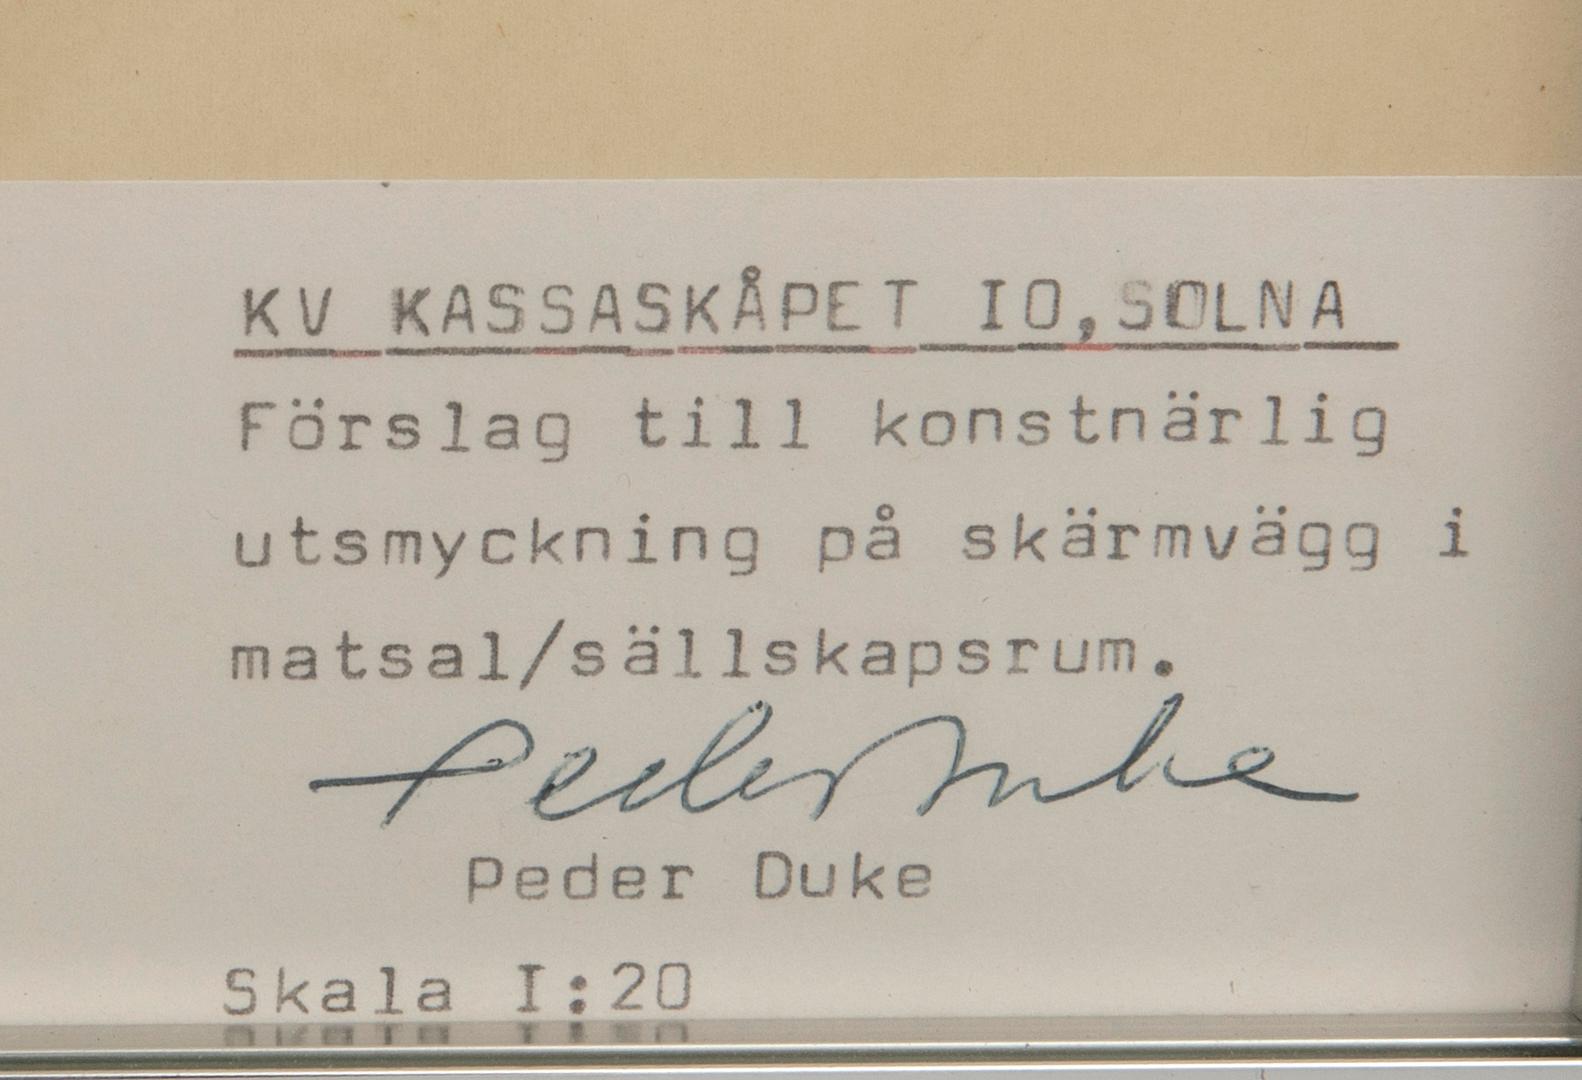 KV KASSASKÅPET IO,SOLNA
Förslag till konstnärlig
utsmyckning på skärmvägg i
matsal/sällskapsrum.
Peder Duke
Peder Duke
Skala I:20